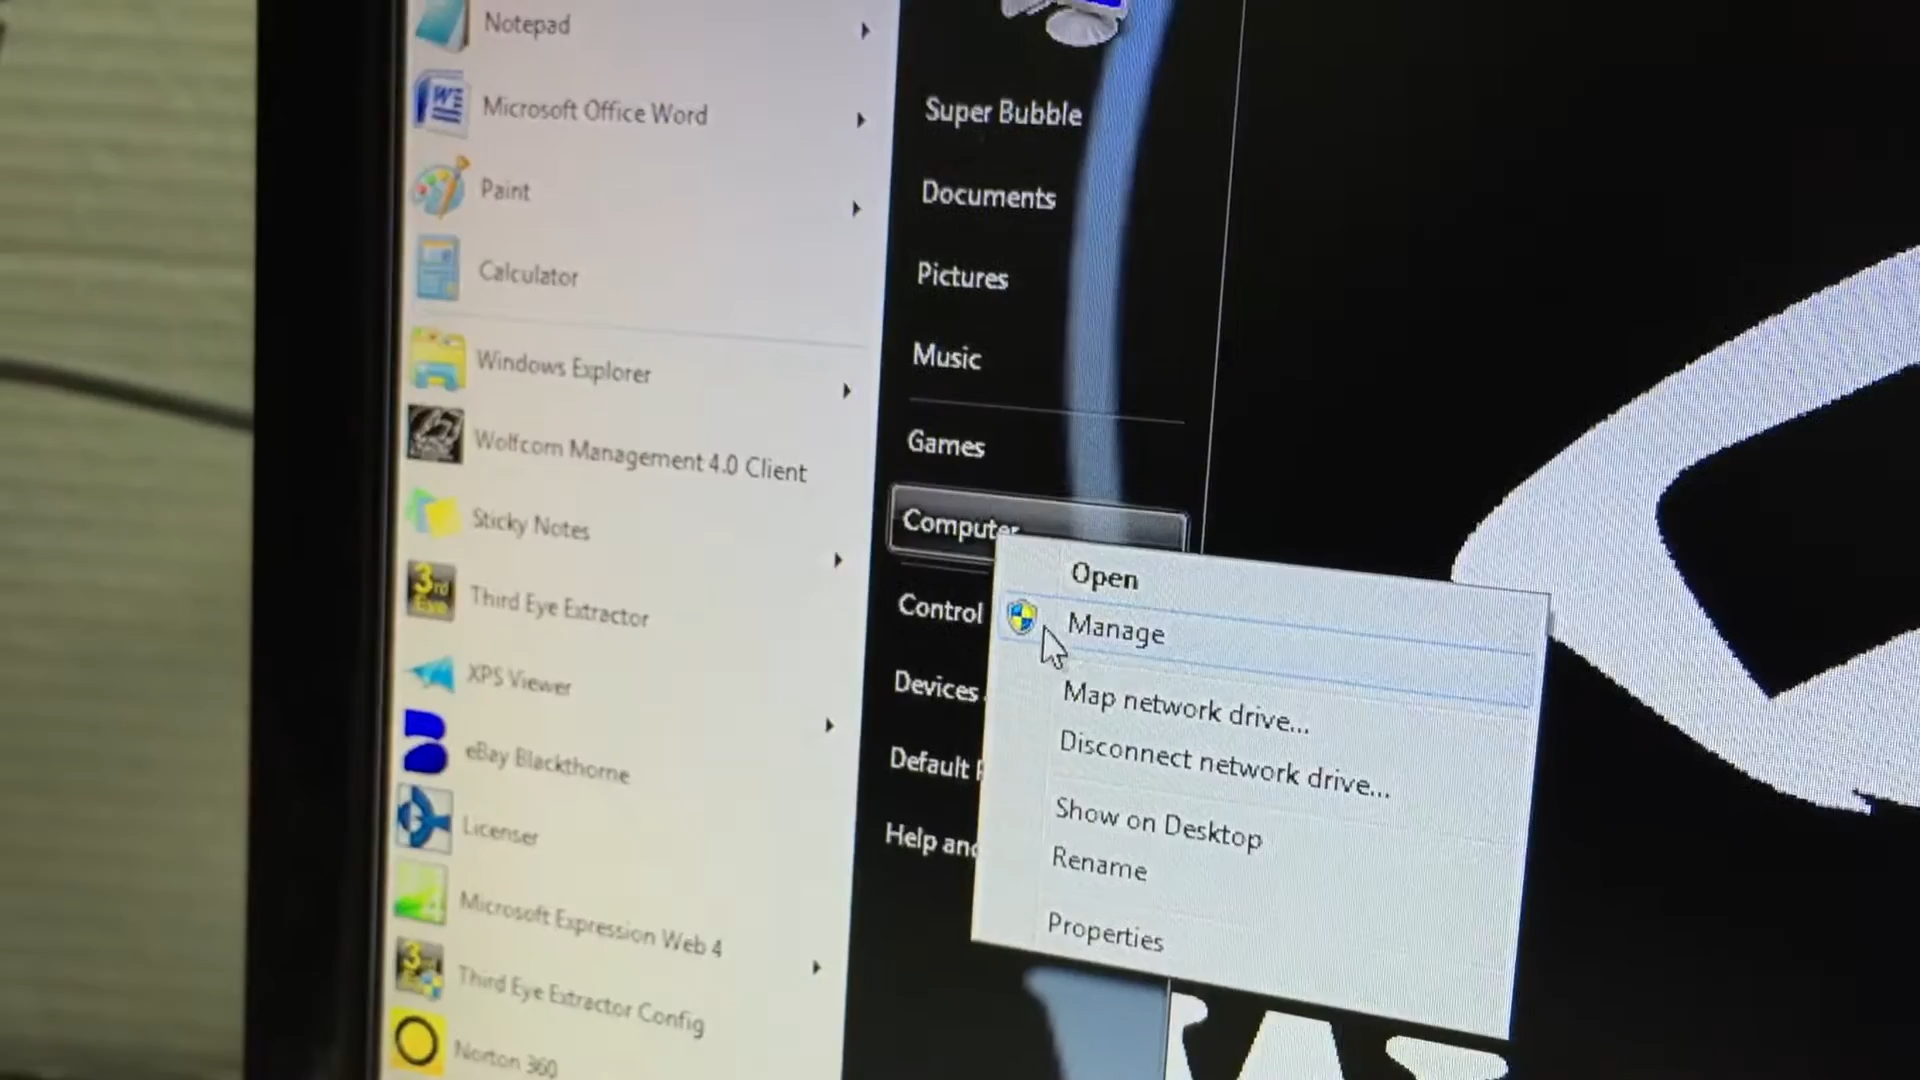 Notepad
Microsoft Office Word
Paint
Calculator
Windows Explorer
Wolfcom Management 4.0 Client
Sticky Notes
3rd Eye
Third Eye Extractor
XPS Viewer
eBay Blackthorne
Licenser
Microsoft Expression Web 4
Third Eye Extractor Config
Norton 360
Super Bubble
Documents
Pictures
Music
Games
Computer
Control
Devices
Default
Help and
Open
Manage
Map network drive...
Disconnect network drive...
Show on Desktop
Rename
Properties